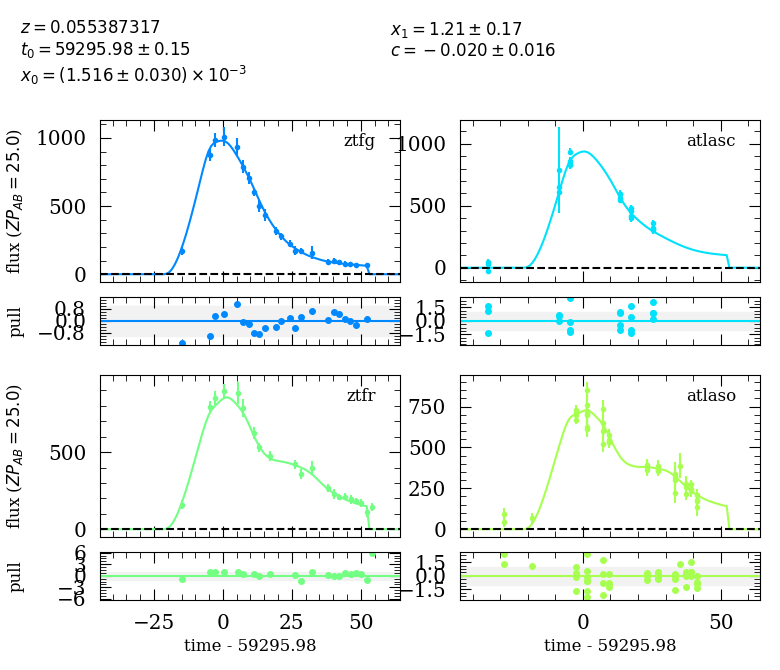 z = 0.055387317
t₀ = 59295.98 ± 0.15
x₀ = (1.516 ± 0.030) × 10⁻³
x₁ = 1.21 ± 0.17
c = −0.020 ± 0.016
ztfg
1000
500
0
flux (ZP_AB = 25.0)
atlasc
1000
500
0
0.8
0.0
−0.8
pull
1.5
0.0
−1.5
ztfr
500
0
flux (ZP_AB = 25.0)
atlaso
750
500
250
0
6
3
0
−3
−6
pull
1.5
0.0
−1.5
−25 0 25 50
time - 59295.98
0 50
time - 59295.98